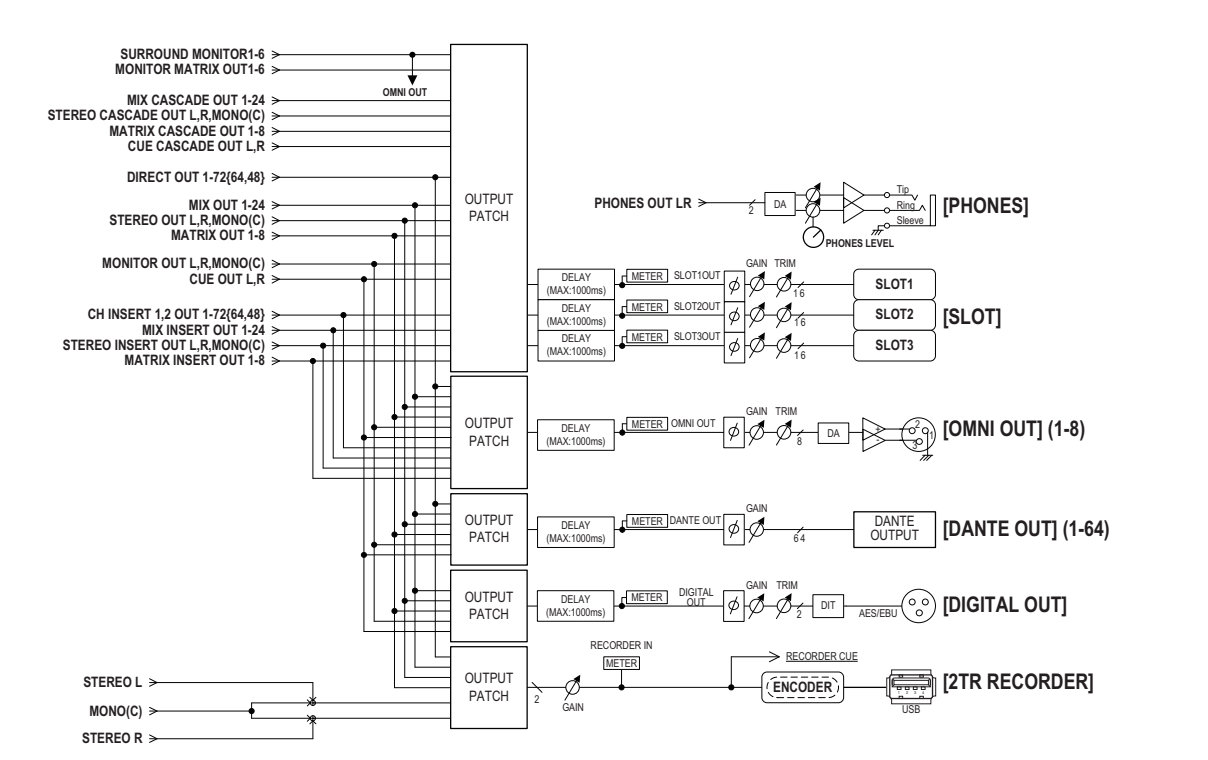 SURROUND MONITOR1-6
MONITOR MATRIX OUT1-6
OMNI OUT
MIX CASCADE OUT 1-24
STEREO CASCADE OUT L,R,MONO(C)
MATRIX CASCADE OUT 1-8
CUE CASCADE OUT L,R
DIRECT OUT 1-72{64,48}
MIX OUT 1-24
STEREO OUT L,R,MONO(C)
MATRIX OUT 1-8
MONITOR OUT L,R,MONO(C)
CUE OUT L,R
CH INSERT 1,2 OUT 1-72{64,48}
MIX INSERT OUT 1-24
STEREO INSERT OUT L,R,MONO(C)
MATRIX INSERT OUT 1-8
OUTPUT
PATCH
PHONES OUT LR
2
DA
Tip
Ring
Sleeve
PHONES LEVEL
[PHONES]
DELAY
(MAX:1000ms)
METER
SLOT1OUT
ϕ
GAIN
TRIM
16
SLOT1
DELAY
(MAX:1000ms)
METER
SLOT2OUT
ϕ
16
SLOT2
[SLOT]
DELAY
(MAX:1000ms)
METER
SLOT3OUT
ϕ
16
SLOT3
OUTPUT
PATCH
DELAY
(MAX:1000ms)
METER
OMNI OUT
ϕ
GAIN
TRIM
8
DA
+
-
2
1
3
[OMNI OUT] (1-8)
OUTPUT
PATCH
DELAY
(MAX:1000ms)
METER
DANTE OUT
ϕ
GAIN
64
DANTE
OUTPUT
[DANTE OUT] (1-64)
OUTPUT
PATCH
DELAY
(MAX:1000ms)
METER
DIGITAL
OUT
ϕ
GAIN
TRIM
2
DIT
AES/EBU
[DIGITAL OUT]
STEREO L
MONO(C)
STEREO R
OUTPUT
PATCH
2
GAIN
RECORDER IN
METER
RECORDER CUE
ENCODER
1 2 3 4
USB
[2TR RECORDER]